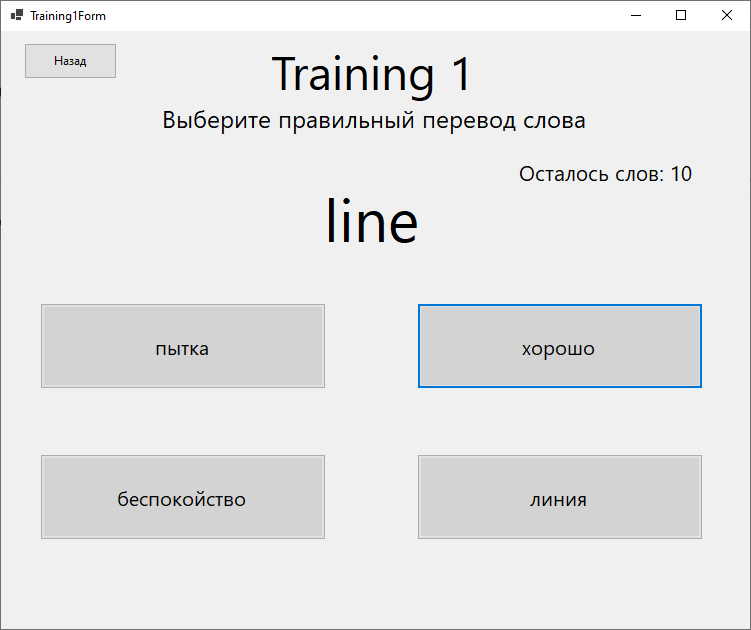 Training1Form
Назад
Training 1
Выберите правильный перевод слова
Осталось слов: 10
line
пытка
хорошо
беспокойство
линия